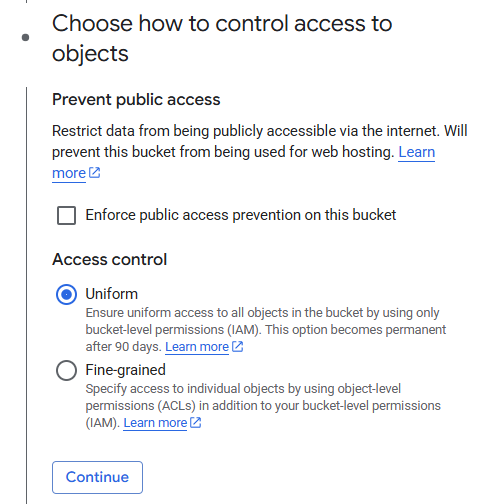 Choose how to control access to
objects
Prevent public access
Restrict data from being publicly accessible via the internet. Will
prevent this bucket from being used for web hosting. Learn
more
Enforce public access prevention on this bucket
Access control
Uniform
Ensure uniform access to all objects in the bucket by using only
bucket-level permissions (IAM). This option becomes permanent
after 90 days. Learn more
Fine-grained
Specify access to individual objects by using object-level
permissions (ACLs) in addition to your bucket-level permissions
(IAM). Learn more
Continue